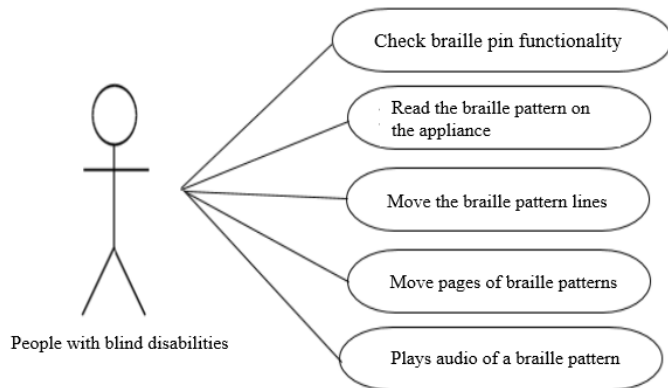 Check braille pin functionality
Read the braille pattern on
the appliance
Move the braille pattern lines
Move pages of braille patterns
People with blind disabilities
Plays audio of a braille pattern